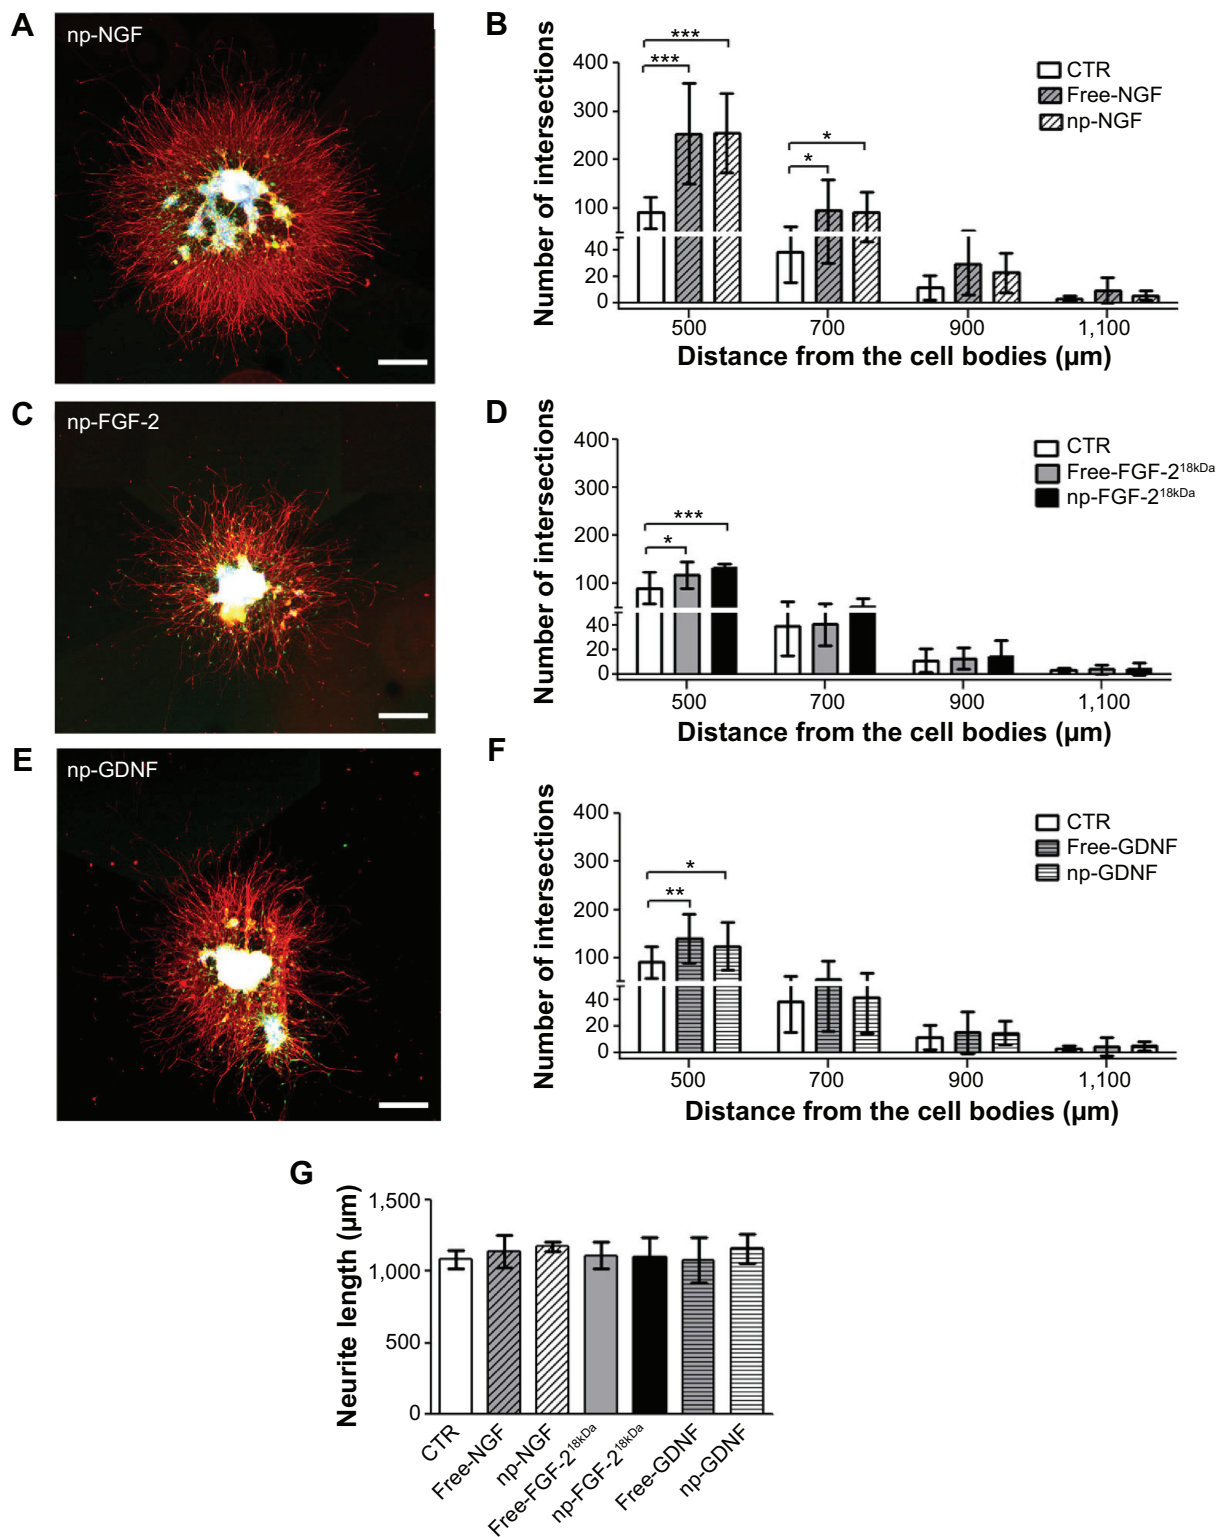 A
np-NGF
B
Number of intersections
400
300
200
100
40
20
0
***
***
*
*
CTR
Free-NGF
np-NGF
500 700 900 1,100
Distance from the cell bodies (µm)
C
np-FGF-2
D
Number of intersections
400
300
200
100
40
20
0
***
*
CTR
Free-FGF-2¹⁸ᵏᴰᵃ
np-FGF-2¹⁸ᵏᴰᵃ
500 700 900 1,100
Distance from the cell bodies (µm)
E
np-GDNF
F
Number of intersections
400
300
200
100
40
20
0
*
**
CTR
Free-GDNF
np-GDNF
500 700 900 1,100
Distance from the cell bodies (µm)
G
Neurite length (µm)
1,500
1,000
500
0
CTR
Free-NGF
np-NGF
Free-FGF-2¹⁸ᵏᴰᵃ
np-FGF-2¹⁸ᵏᴰᵃ
Free-GDNF
np-GDNF